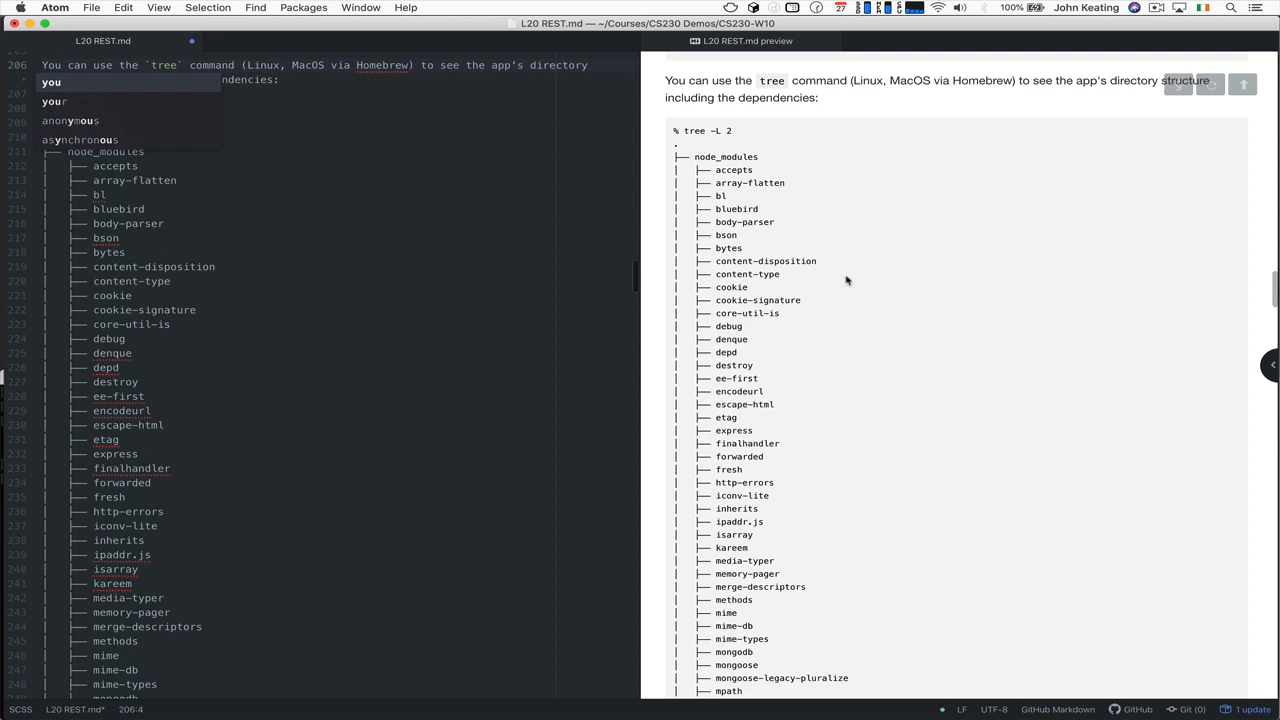 Atom File Edit View Selection Find Packages Window Help 27 100% John Keating
L20 REST.md — ~/Courses/CS230 Demos/CS230-W10
L20 REST.md
L20 REST.md preview
206 You can use the `tree` command (Linux, MacOS via Homebrew) to see the app's directory
• ndencies:
you
your
anonymous
asynchronous
207
208
209
210
211 ├── node_modules
212 │   ├── accepts
213 │   ├── array-flatten
214 │   ├── bl
215 │   ├── bluebird
216 │   ├── body-parser
217 │   ├── bson
218 │   ├── bytes
219 │   ├── content-disposition
220 │   ├── content-type
221 │   ├── cookie
222 │   ├── cookie-signature
223 │   ├── core-util-is
224 │   ├── debug
225 │   ├── denque
226 │   ├── depd
227 │   ├── destroy
228 │   ├── ee-first
229 │   ├── encodeurl
230 │   ├── escape-html
231 │   ├── etag
232 │   ├── express
233 │   ├── finalhandler
234 │   ├── forwarded
235 │   ├── fresh
236 │   ├── http-errors
237 │   ├── iconv-lite
238 │   ├── inherits
239 │   ├── ipaddr.js
240 │   ├── isarray
241 │   ├── kareem
242 │   ├── media-typer
243 │   ├── memory-pager
244 │   ├── merge-descriptors
245 │   ├── methods
246 │   ├── mime
247 │   ├── mime-db
248 │   ├── mime-types
You can use the tree command (Linux, MacOS via Homebrew) to see the app's directory structure
including the dependencies:
% tree -L 2
.
├── node_modules
│   ├── accepts
│   ├── array-flatten
│   ├── bl
│   ├── bluebird
│   ├── body-parser
│   ├── bson
│   ├── bytes
│   ├── content-disposition
│   ├── content-type
│   ├── cookie
│   ├── cookie-signature
│   ├── core-util-is
│   ├── debug
│   ├── denque
│   ├── depd
│   ├── destroy
│   ├── ee-first
│   ├── encodeurl
│   ├── escape-html
│   ├── etag
│   ├── express
│   ├── finalhandler
│   ├── forwarded
│   ├── fresh
│   ├── http-errors
│   ├── iconv-lite
│   ├── inherits
│   ├── ipaddr.js
│   ├── isarray
│   ├── kareem
│   ├── media-typer
│   ├── memory-pager
│   ├── merge-descriptors
│   ├── methods
│   ├── mime
│   ├── mime-db
│   ├── mime-types
│   ├── mongodb
│   ├── mongoose
│   ├── mongoose-legacy-pluralize
│   ├── mpath
SCSS L20 REST.md* 206:4 LF UTF-8 GitHub Markdown GitHub Git (0) 1 update